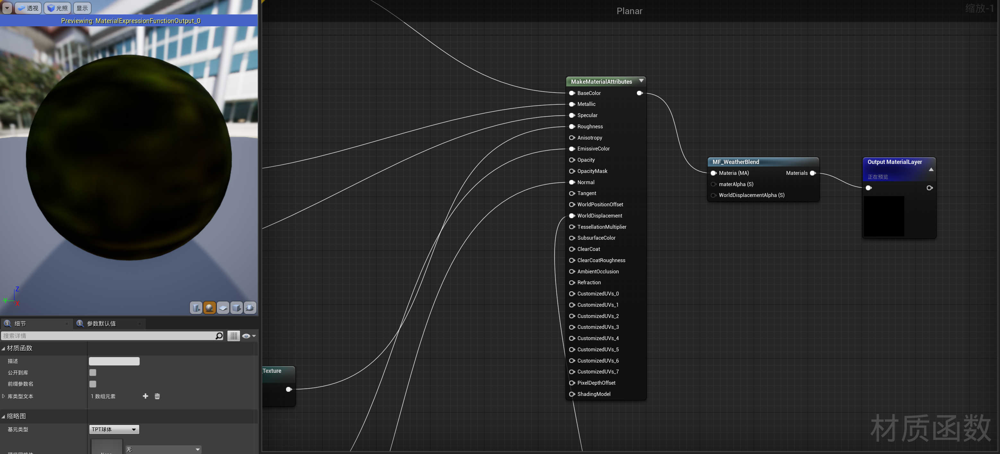 透视
光照
显示
Previewing: MaterialExpressionFunctionOutput_0
Z
Y
X
细节
参数默认值
搜索详情
材质函数
描述
公开到库
前缀参数名
库类型文本
1 数组元素
缩略图
基元类型
TPT球体
无
Planar
缩放-1
MakeMaterialAttributes
BaseColor
Metallic
Specular
Roughness
Anisotropy
EmissiveColor
Opacity
OpacityMask
Normal
Tangent
WorldPositionOffset
WorldDisplacement
TessellationMultiplier
SubsurfaceColor
ClearCoat
ClearCoatRoughness
AmbientOcclusion
Refraction
CustomizedUVs_0
CustomizedUVs_1
CustomizedUVs_2
CustomizedUVs_3
CustomizedUVs_4
CustomizedUVs_5
CustomizedUVs_6
CustomizedUVs_7
PixelDepthOffset
ShadingModel
_Texture
MF_WeatherBlend
Materia (MA)
Materials
materAlpha (S)
WorldDisplacementAlpha (S)
Output MaterialLayer
正在预览
材质函数